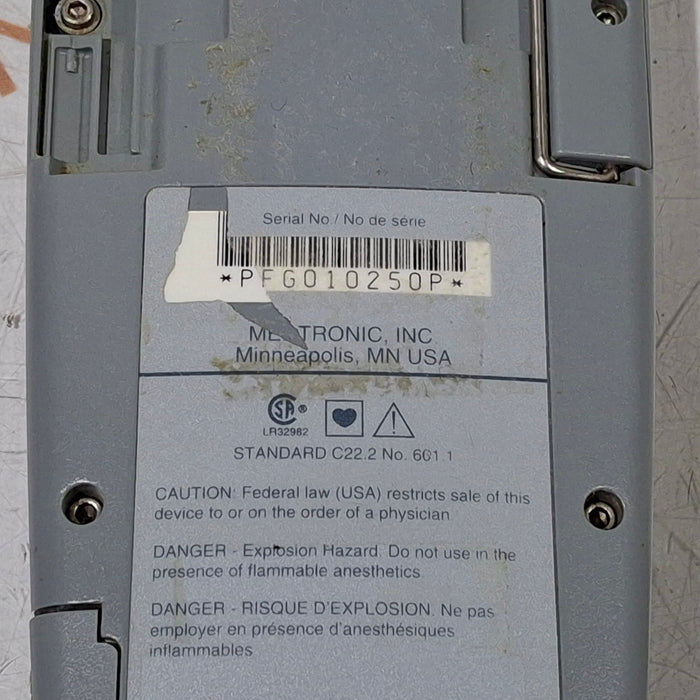 Serial No / No de série
*PFG010250P*
MEDTRONIC, INC
Minneapolis, MN USA
SA ®
LR32982
STANDARD C22.2 No. 601.1
CAUTION: Federal law (USA) restricts sale of this
device to or on the order of a physician
DANGER - Explosion Hazard. Do not use in the
presence of flammable anesthetics
DANGER - RISQUE D'EXPLOSION. Ne pas
employer en présence d'anesthésiques
inflammables